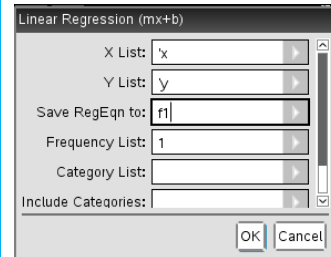 Linear Regression (mx+b)
X List: 'x
Y List: 'y
Save RegEqn to: f1
Frequency List: 1
Category List:
Include Categories:
OK Cancel